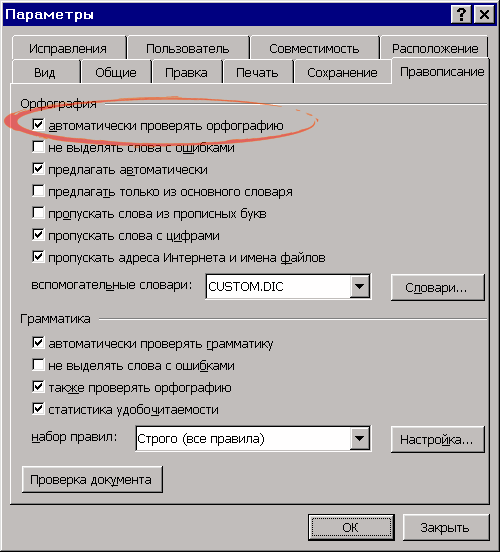 Параметры
Исправления Пользователь Совместимость Расположение
Вид Общие Правка Печать Сохранение Правописание
Орфография
автоматически проверять орфографию
не выделять слова с ошибками
предлагать автоматически
предлагать только из основного словаря
пропускать слова из прописных букв
пропускать слова с цифрами
пропускать адреса Интернета и имена файлов
вспомогательные словари: CUSTOM.DIC Словари...
Грамматика
автоматически проверять грамматику
не выделять слова с ошибками
также проверять орфографию
статистика удобочитаемости
набор правил: Строго (все правила) Настройка...
Проверка документа
ОК Закрыть